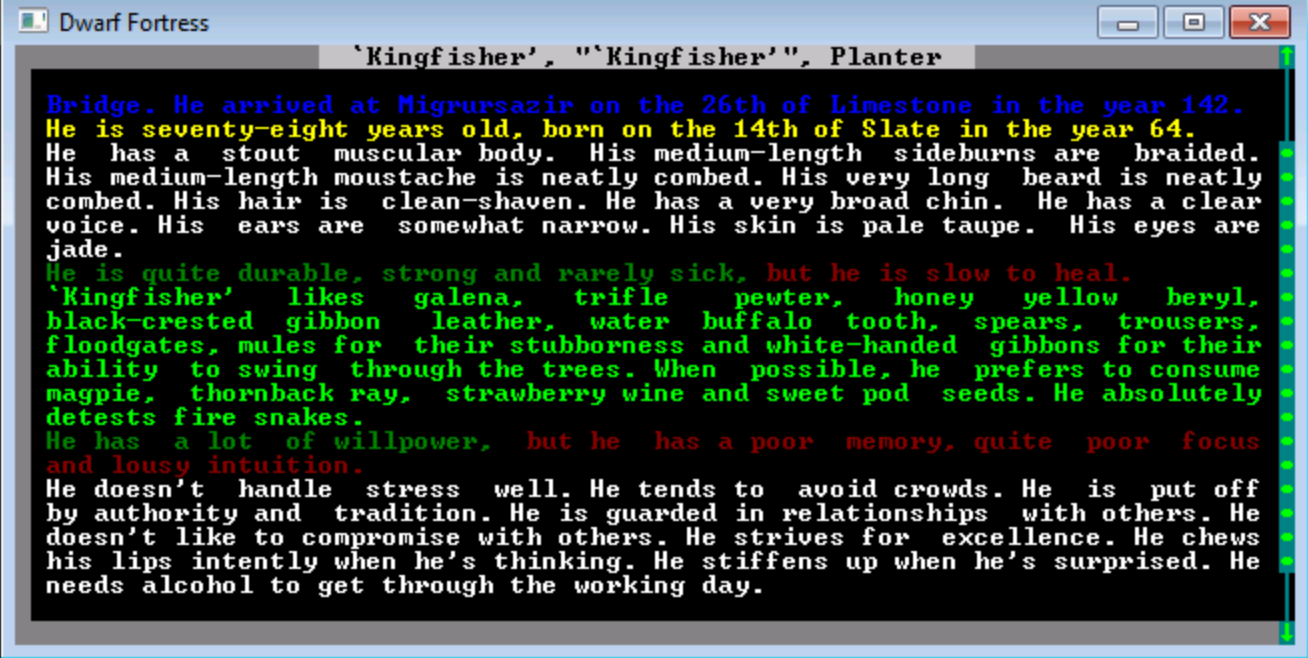 Dwarf Fortress
`Kingfisher', "`Kingfisher'", Planter
Bridge. He arrived at Migrursazir on the 26th of Limestone in the year 142.
He is seventy-eight years old, born on the 14th of Slate in the year 64.
He has a stout muscular body. His medium-length sideburns are braided.
His medium-length moustache is neatly combed. His very long beard is neatly
combed. His hair is clean-shaven. He has a very broad chin. He has a clear
voice. His ears are somewhat narrow. His skin is pale taupe. His eyes are
jade.
He is quite durable, strong and rarely sick, but he is slow to heal.
`Kingfisher' likes galena, trifle pewter, honey yellow beryl,
black-crested gibbon leather, water buffalo tooth, spears, trousers,
floodgates, mules for their stubborness and white-handed gibbons for their
ability to swing through the trees. When possible, he prefers to consume
magpie, thornback ray, strawberry wine and sweet pod seeds. He absolutely
detests fire snakes.
He has a lot of willpower, but he has a poor memory, quite poor focus
and lousy intuition.
He doesn't handle stress well. He tends to avoid crowds. He is put off
by authority and tradition. He is guarded in relationships with others. He
doesn't like to compromise with others. He strives for excellence. He chews
his lips intently when he's thinking. He stiffens up when he's surprised. He
needs alcohol to get through the working day.